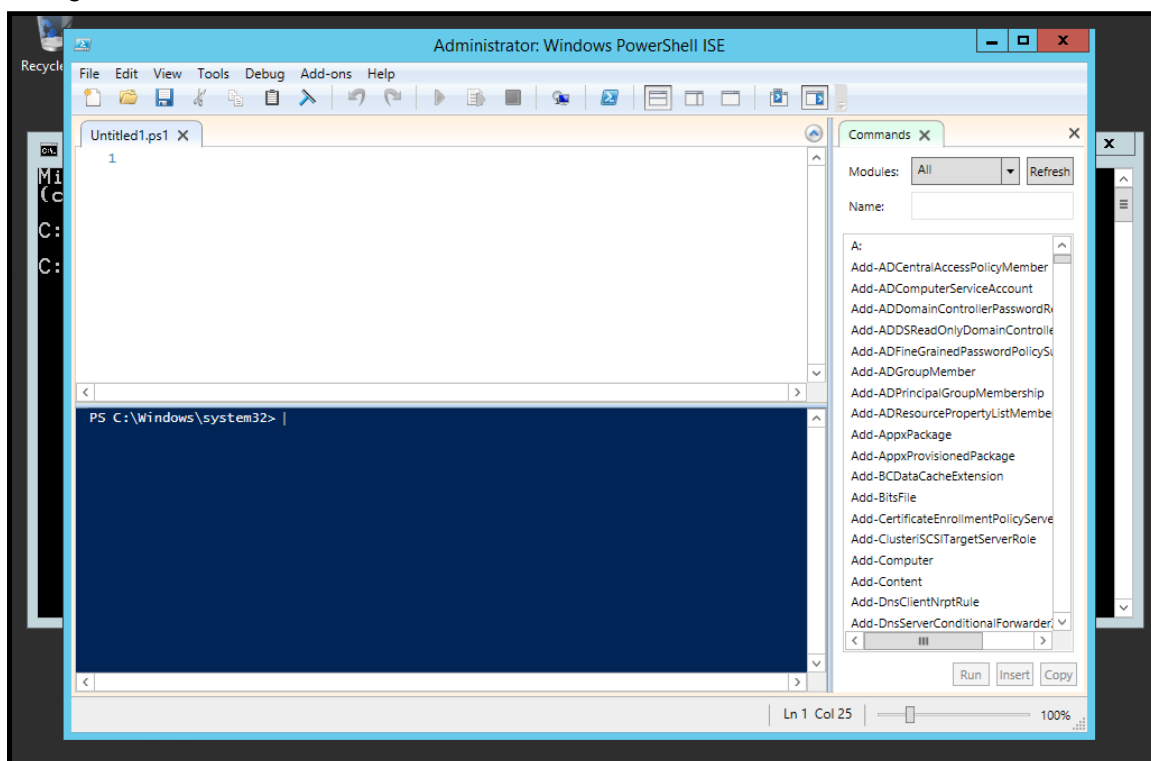 Recycle
Administrator: Windows PowerShell ISE
File Edit View Tools Debug Add-ons Help
Untitled1.ps1
1
PS C:\Windows\system32>
Commands
Modules: All Refresh
Name:
A:
Add-ADCentralAccessPolicyMember
Add-ADComputerServiceAccount
Add-ADDomainControllerPasswordR
Add-ADDSReadOnlyDomainControlle
Add-ADFineGrainedPasswordPolicyS
Add-ADGroupMember
Add-ADPrincipalGroupMembership
Add-ADResourcePropertyListMembe
Add-AppxPackage
Add-AppxProvisionedPackage
Add-BCDataCacheExtension
Add-BitsFile
Add-CertificateEnrollmentPolicyServe
Add-ClusteriSCSITargetServerRole
Add-Computer
Add-Content
Add-DnsClientNrptRule
Add-DnsServerConditionalForwarder
Run Insert Copy
Ln 1 Col 25 100%
Mi
(c
C:
C: